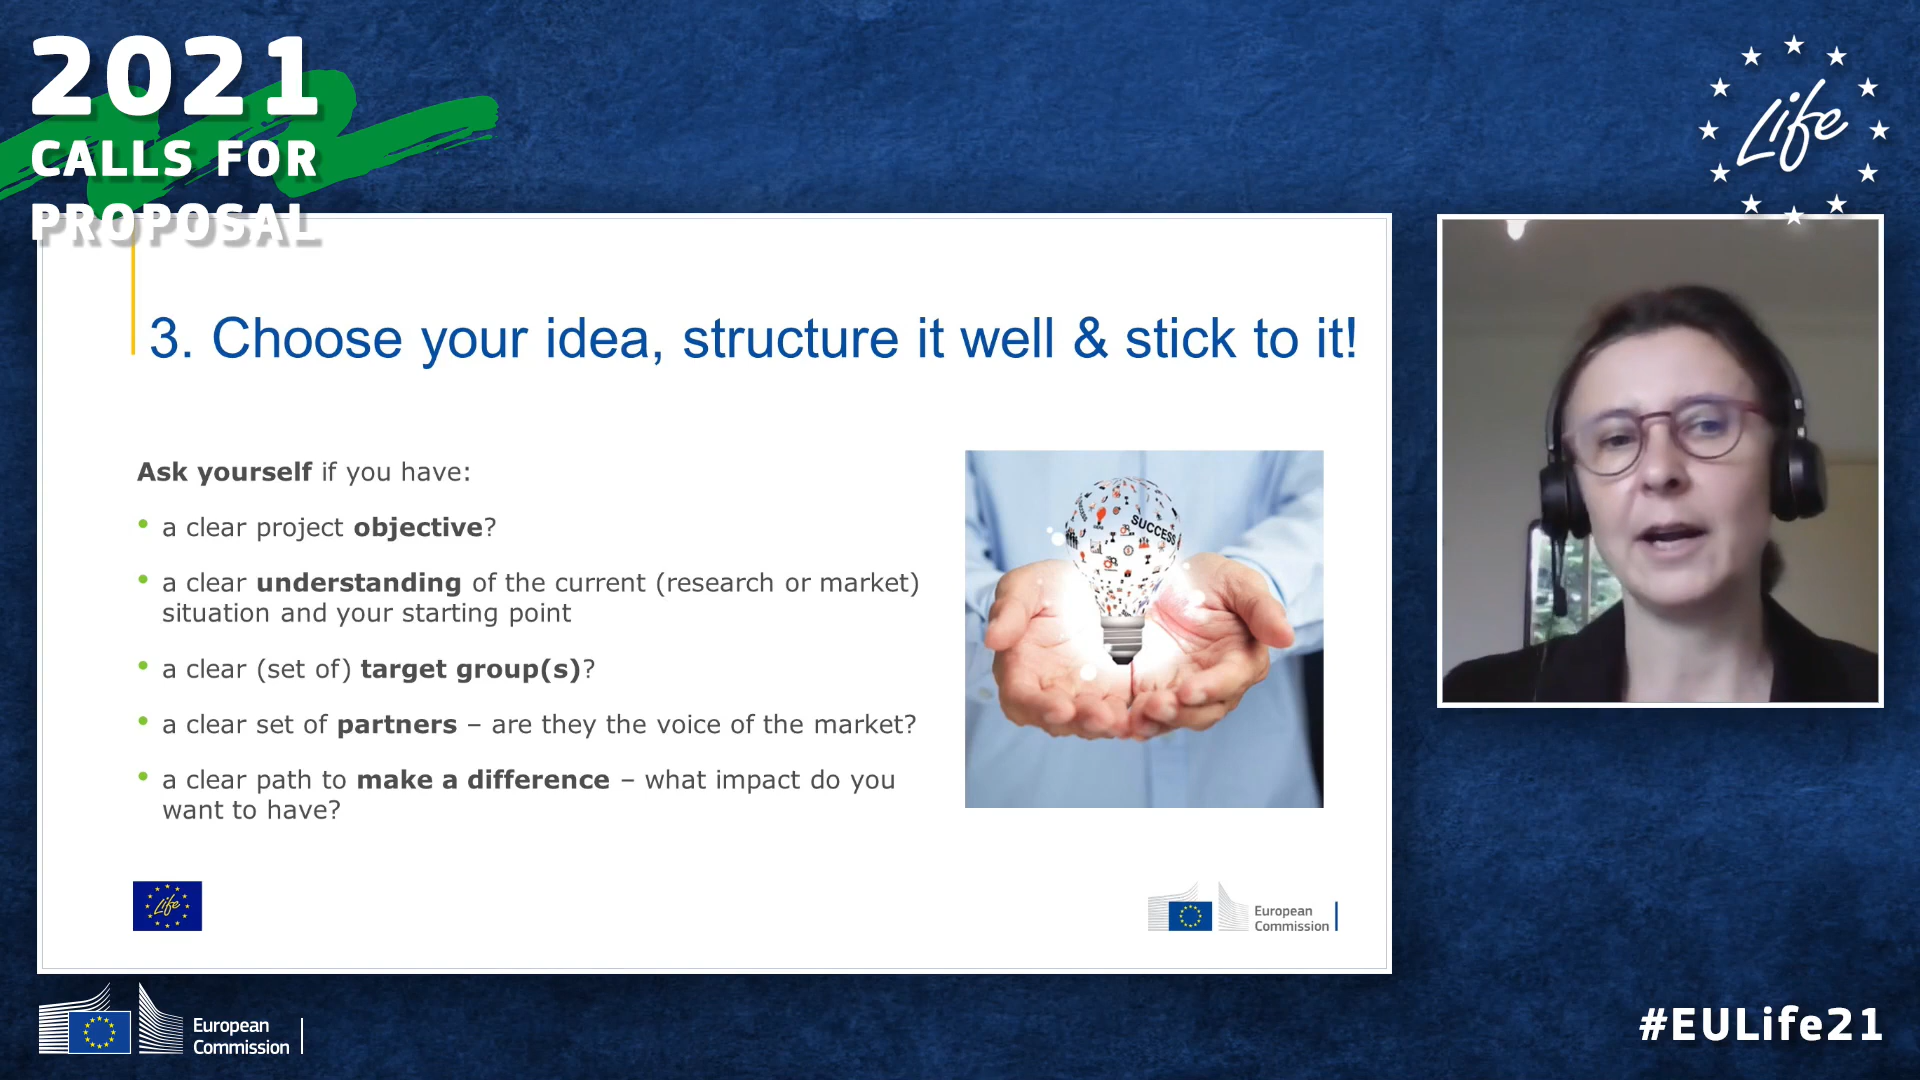 2021
CALLS FOR
PROPOSAL
Life
3. Choose your idea, structure it well & stick to it!
Ask yourself if you have:
• a clear project objective?
• a clear understanding of the current (research or market)
situation and your starting point
• a clear (set of) target group(s)?
• a clear set of partners – are they the voice of the market?
• a clear path to make a difference – what impact do you
want to have?
SUCCESS
Life
European
Commission
European
Commission
#EULife21